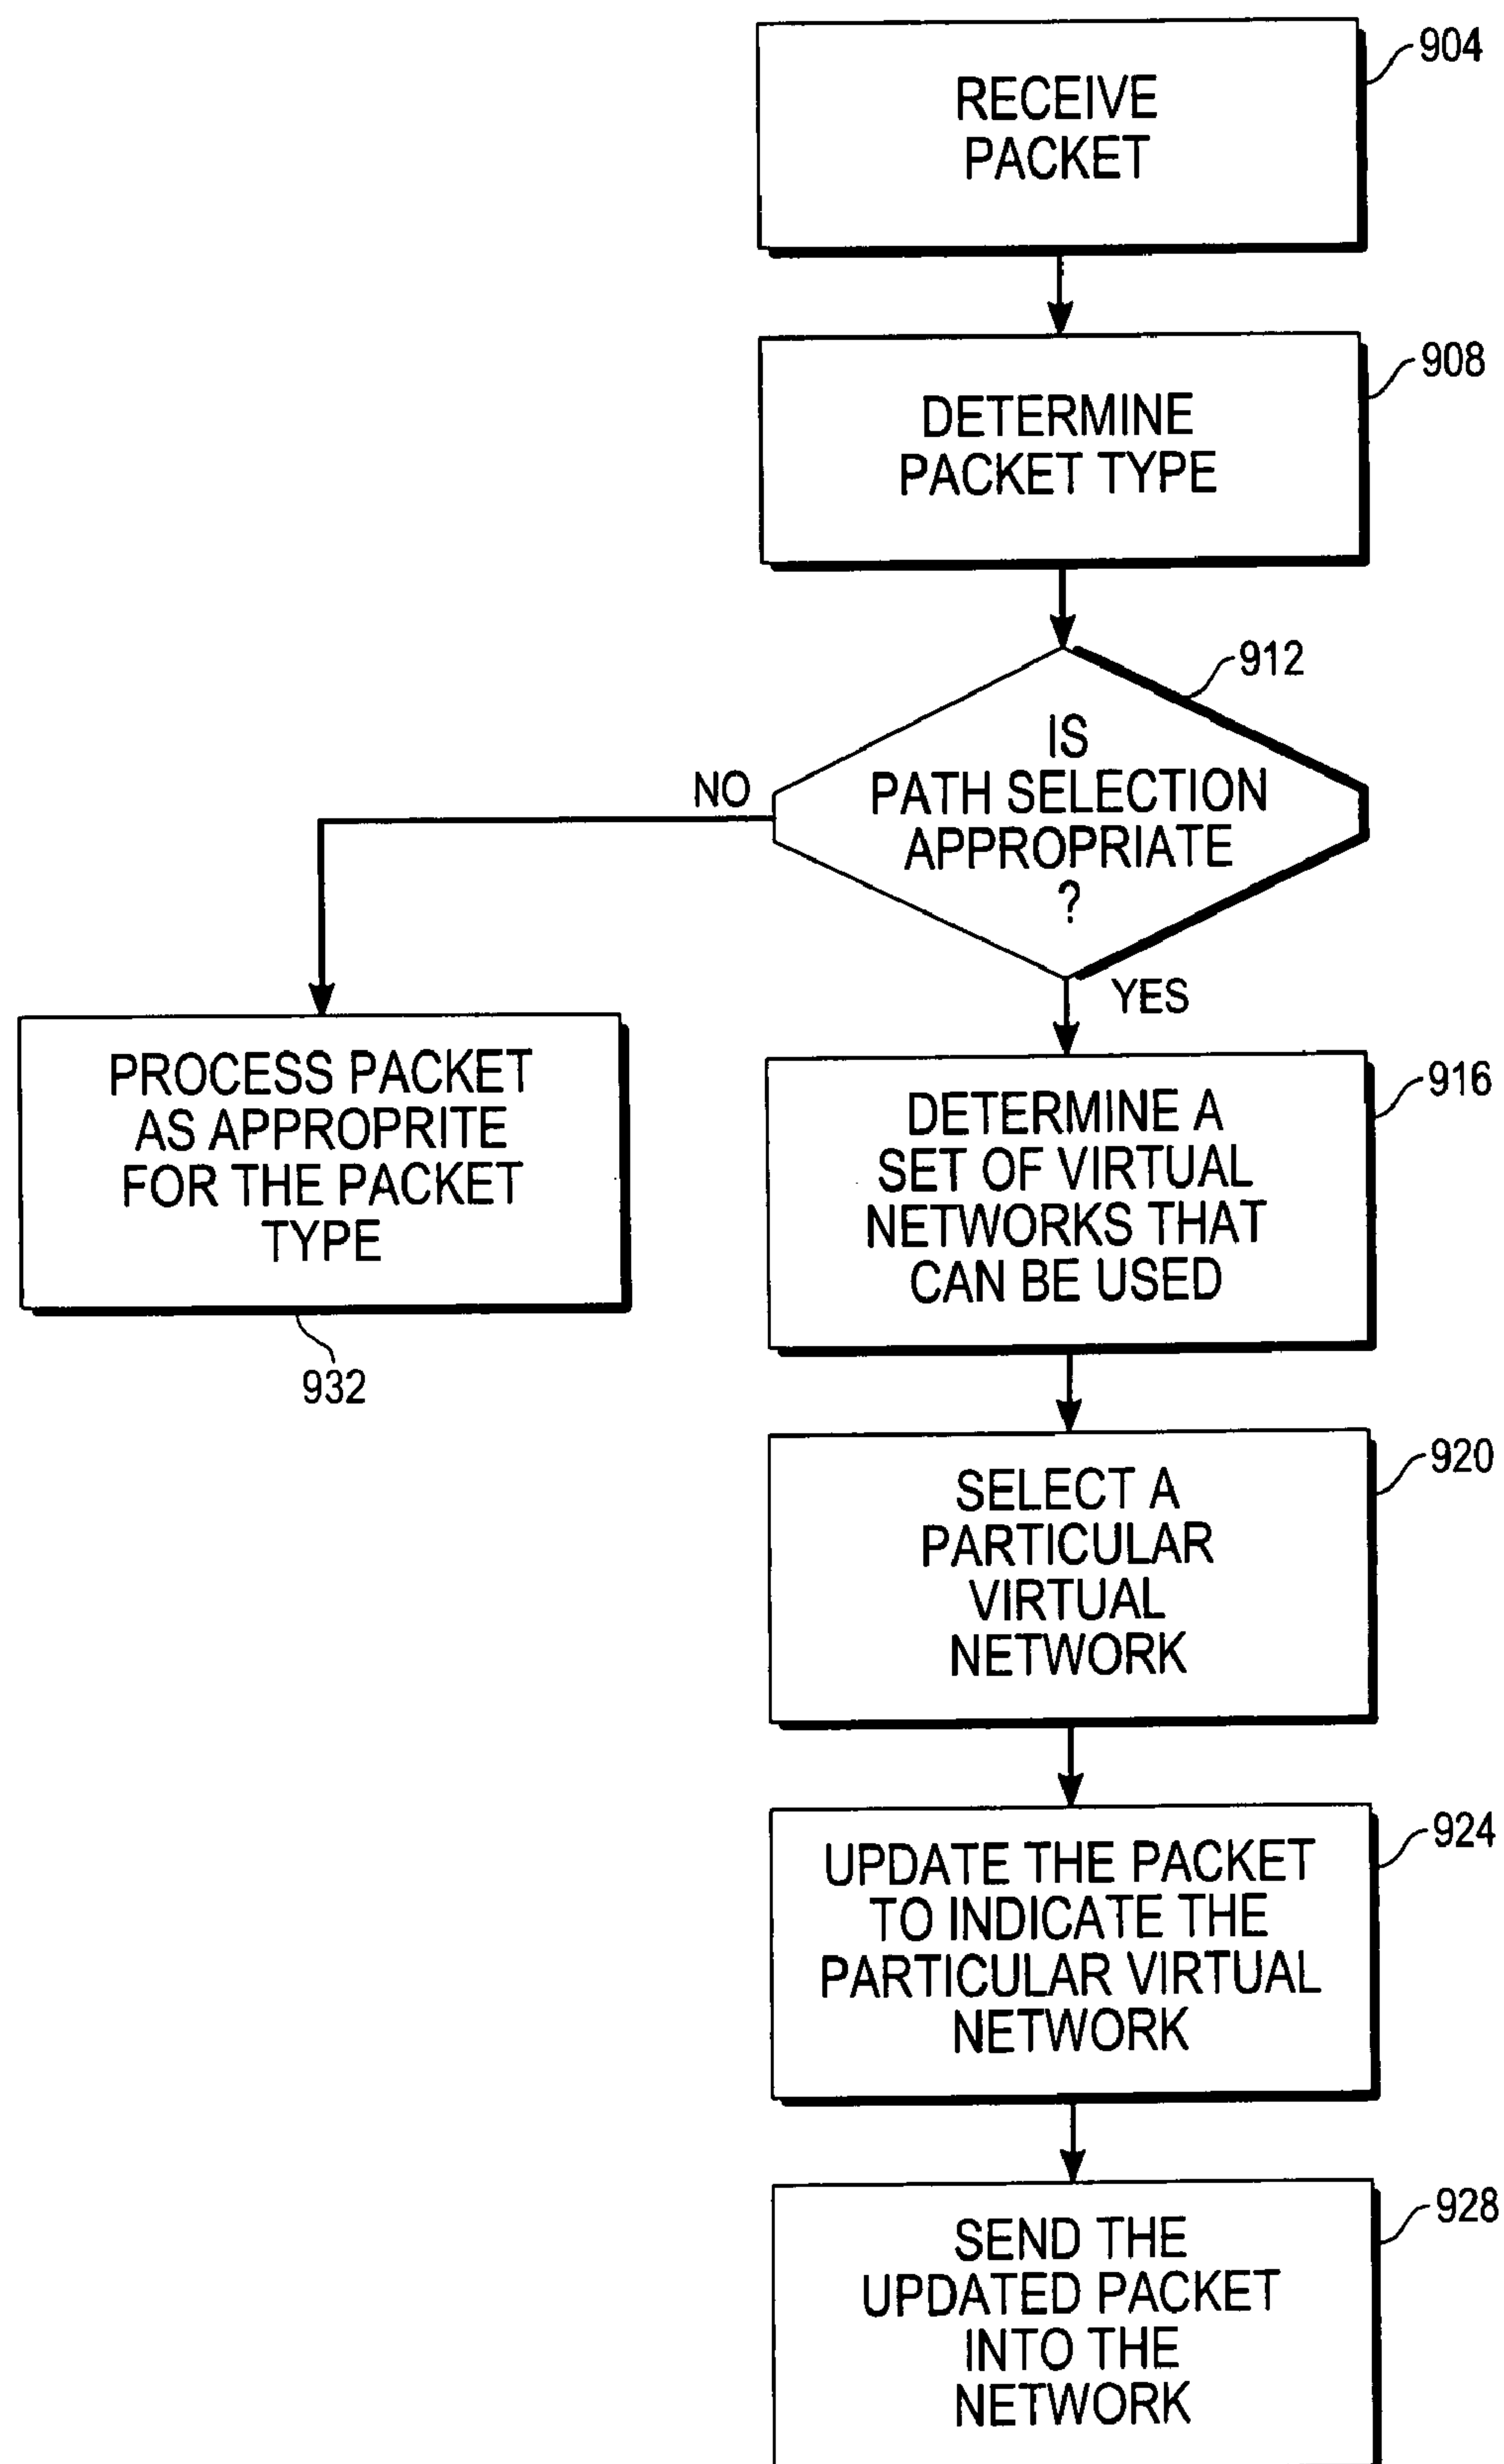 904
RECEIVE
PACKET
908
DETERMINE
PACKET TYPE
912
IS
PATH SELECTION
APPROPRIATE
?
NO
YES
PROCESS PACKET
AS APPROPRITE
FOR THE PACKET
TYPE
932
916
DETERMINE A
SET OF VIRTUAL
NETWORKS THAT
CAN BE USED
920
SELECT A
PARTICULAR
VIRTUAL
NETWORK
924
UPDATE THE PACKET
TO INDICATE THE
PARTICULAR VIRTUAL
NETWORK
928
SEND THE
UPDATED PACKET
INTO THE
NETWORK